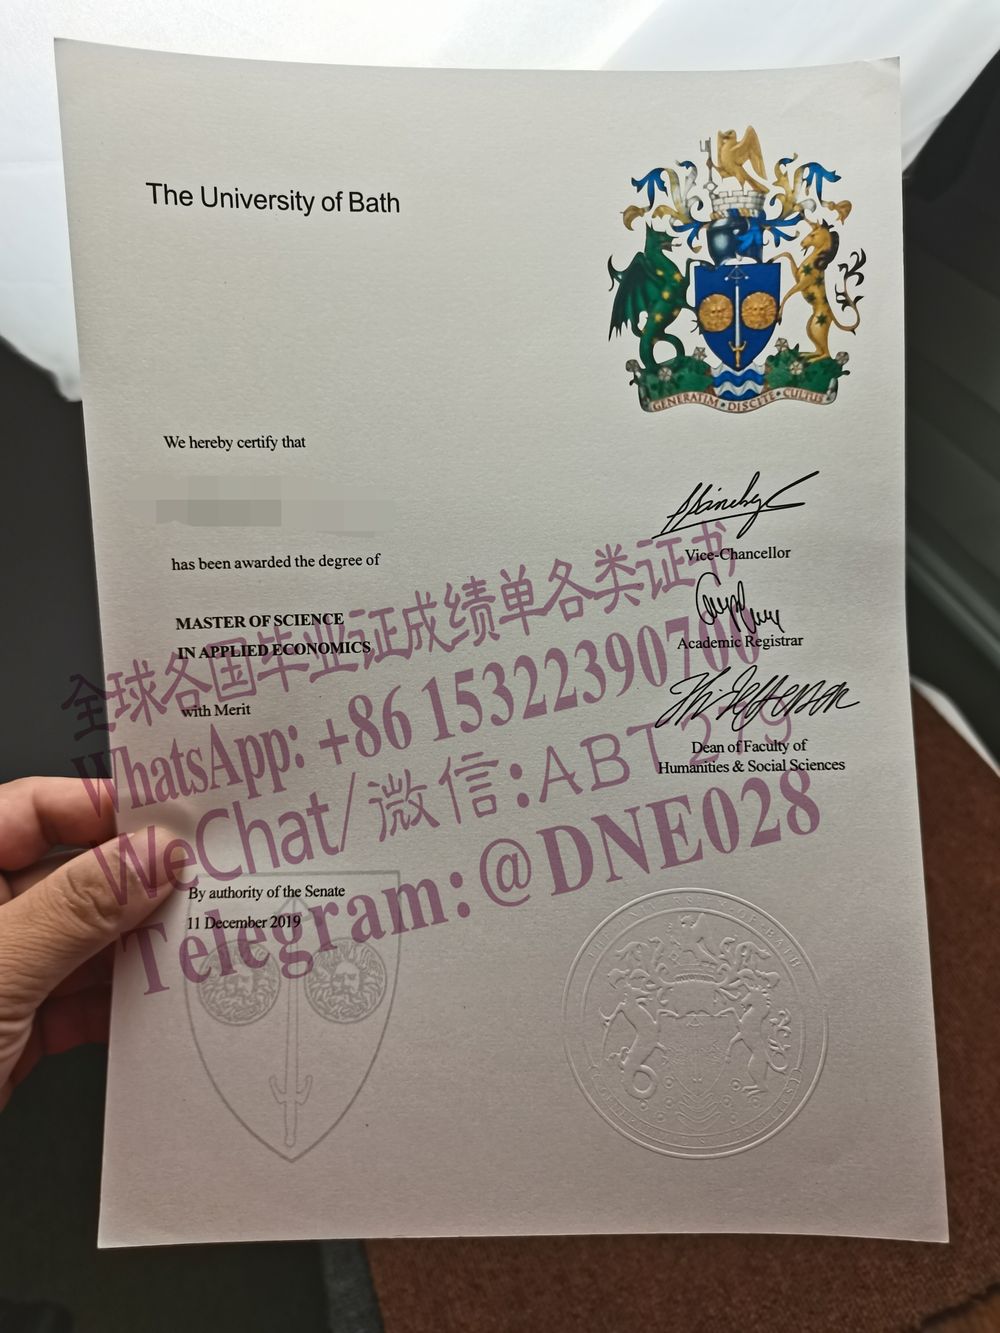 The University of Bath
GENERATIM • DISCITE • CULTUS
We hereby certify that
has been awarded the degree of
MASTER OF SCIENCE
IN APPLIED ECONOMICS
with Merit
Vice-Chancellor
Academic Registrar
Dean of Faculty of
Humanities & Social Sciences
By authority of the Senate
11 December 2019
全球各国毕业证成绩单各类证书
WhatsApp: +86 15322390700
WeChat/微信:ABT279
Telegram:@DNE028